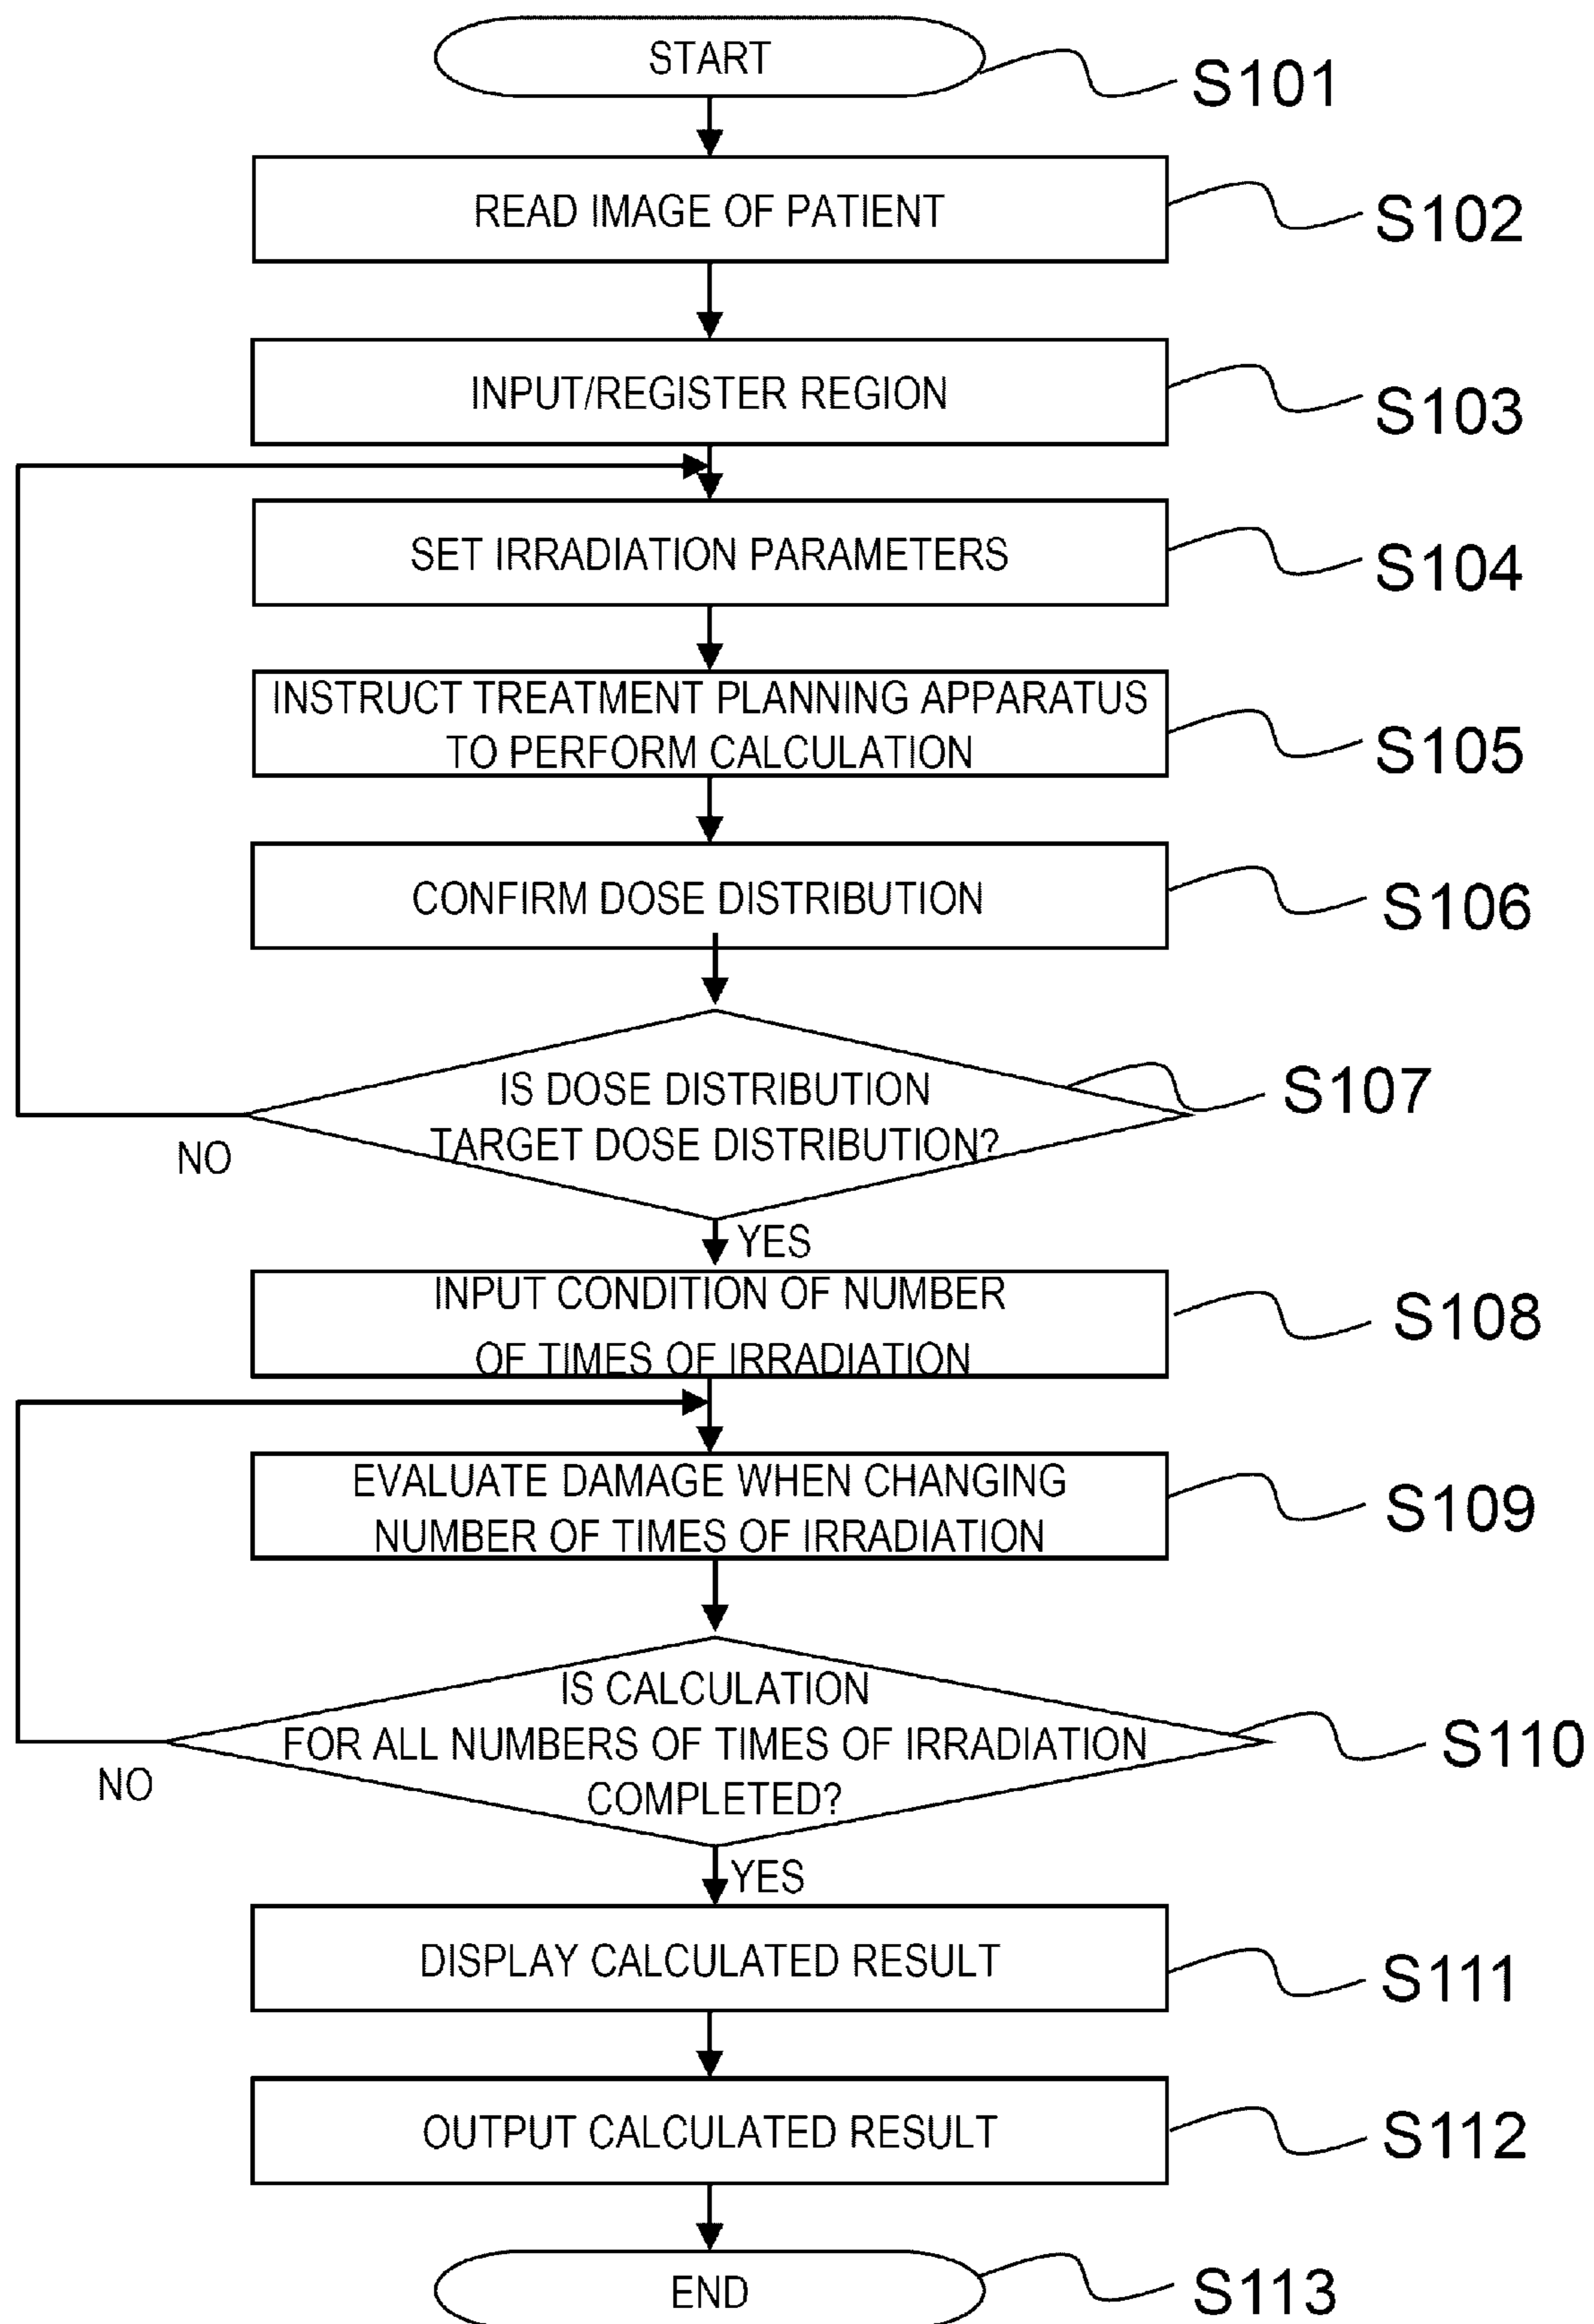 START
S101
READ IMAGE OF PATIENT
S102
INPUT/REGISTER REGION
S103
SET IRRADIATION PARAMETERS
S104
INSTRUCT TREATMENT PLANNING APPARATUS
TO PERFORM CALCULATION
S105
CONFIRM DOSE DISTRIBUTION
S106
IS DOSE DISTRIBUTION
TARGET DOSE DISTRIBUTION?
S107
NO
YES
INPUT CONDITION OF NUMBER
OF TIMES OF IRRADIATION
S108
EVALUATE DAMAGE WHEN CHANGING
NUMBER OF TIMES OF IRRADIATION
S109
IS CALCULATION
FOR ALL NUMBERS OF TIMES OF IRRADIATION
COMPLETED?
S110
NO
YES
DISPLAY CALCULATED RESULT
S111
OUTPUT CALCULATED RESULT
S112
END
S113